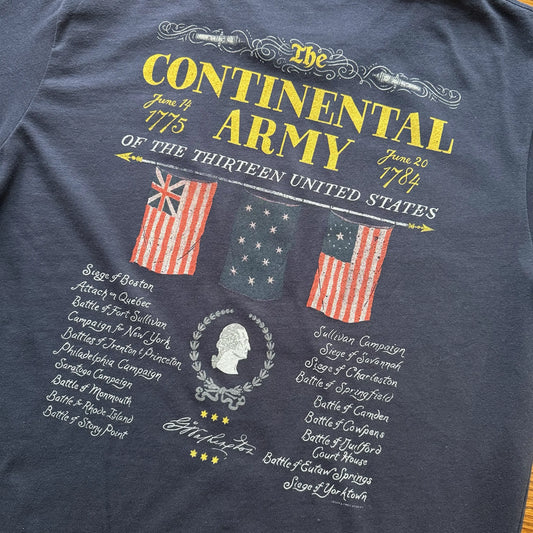 The
CONTINENTAL
ARMY
June 14
1775
June 20
1784
OF THE THIRTEEN UNITED STATES
Siege of Boston
Attack on Québec
Battle of Fort Sullivan
Campaign for New York
Battles of Trenton & Princeton
Philadelphia Campaign
Saratoga Campaign
Battle of Monmouth
Battle of Rhode Island
Battle of Stony Point
Sullivan Campaign
Siege of Savannah
Siege of Charleston
Battle of Springfield
Battle of Camden
Battle of Cowpens
Battle of Guilford
Court House
Battle of Eutaw Springs
Siege of Yorktown
G Washington